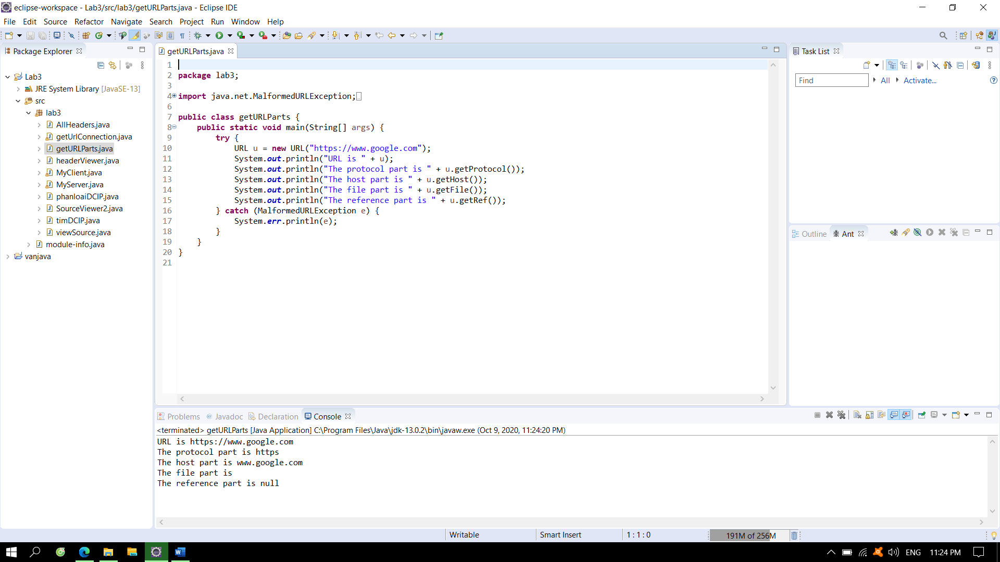 eclipse-workspace - Lab3/src/lab3/getURLParts.java - Eclipse IDE
File Edit Source Refactor Navigate Search Project Run Window Help
Package Explorer
Lab3
JRE System Library [JavaSE-13]
src
lab3
AllHeaders.java
getUrlConnection.java
getURLParts.java
headerViewer.java
MyClient.java
MyServer.java
phanloaiDCIP.java
SourceViewer2.java
timDCIP.java
viewSource.java
module-info.java
vanjava
getURLParts.java
1
2 package lab3;
3
4 import java.net.MalformedURLException;
6
7 public class getURLParts {
8 public static void main(String[] args) {
9 try {
10 URL u = new URL("https://www.google.com");
11 System.out.println("URL is " + u);
12 System.out.println("The protocol part is " + u.getProtocol());
13 System.out.println("The host part is " + u.getHost());
14 System.out.println("The file part is " + u.getFile());
15 System.out.println("The reference part is " + u.getRef());
16 } catch (MalformedURLException e) {
17 System.err.println(e);
18 }
19 }
20 }
21
Task List
Find All Activate...
Outline Ant
Problems Javadoc Declaration Console
<terminated> getURLParts [Java Application] C:\Program Files\Java\jdk-13.0.2\bin\javaw.exe (Oct 9, 2020, 11:24:20 PM)
URL is https://www.google.com
The protocol part is https
The host part is www.google.com
The file part is
The reference part is null
Writable Smart Insert 1 : 1 : 0 191M of 256M
ENG 11:24 PM